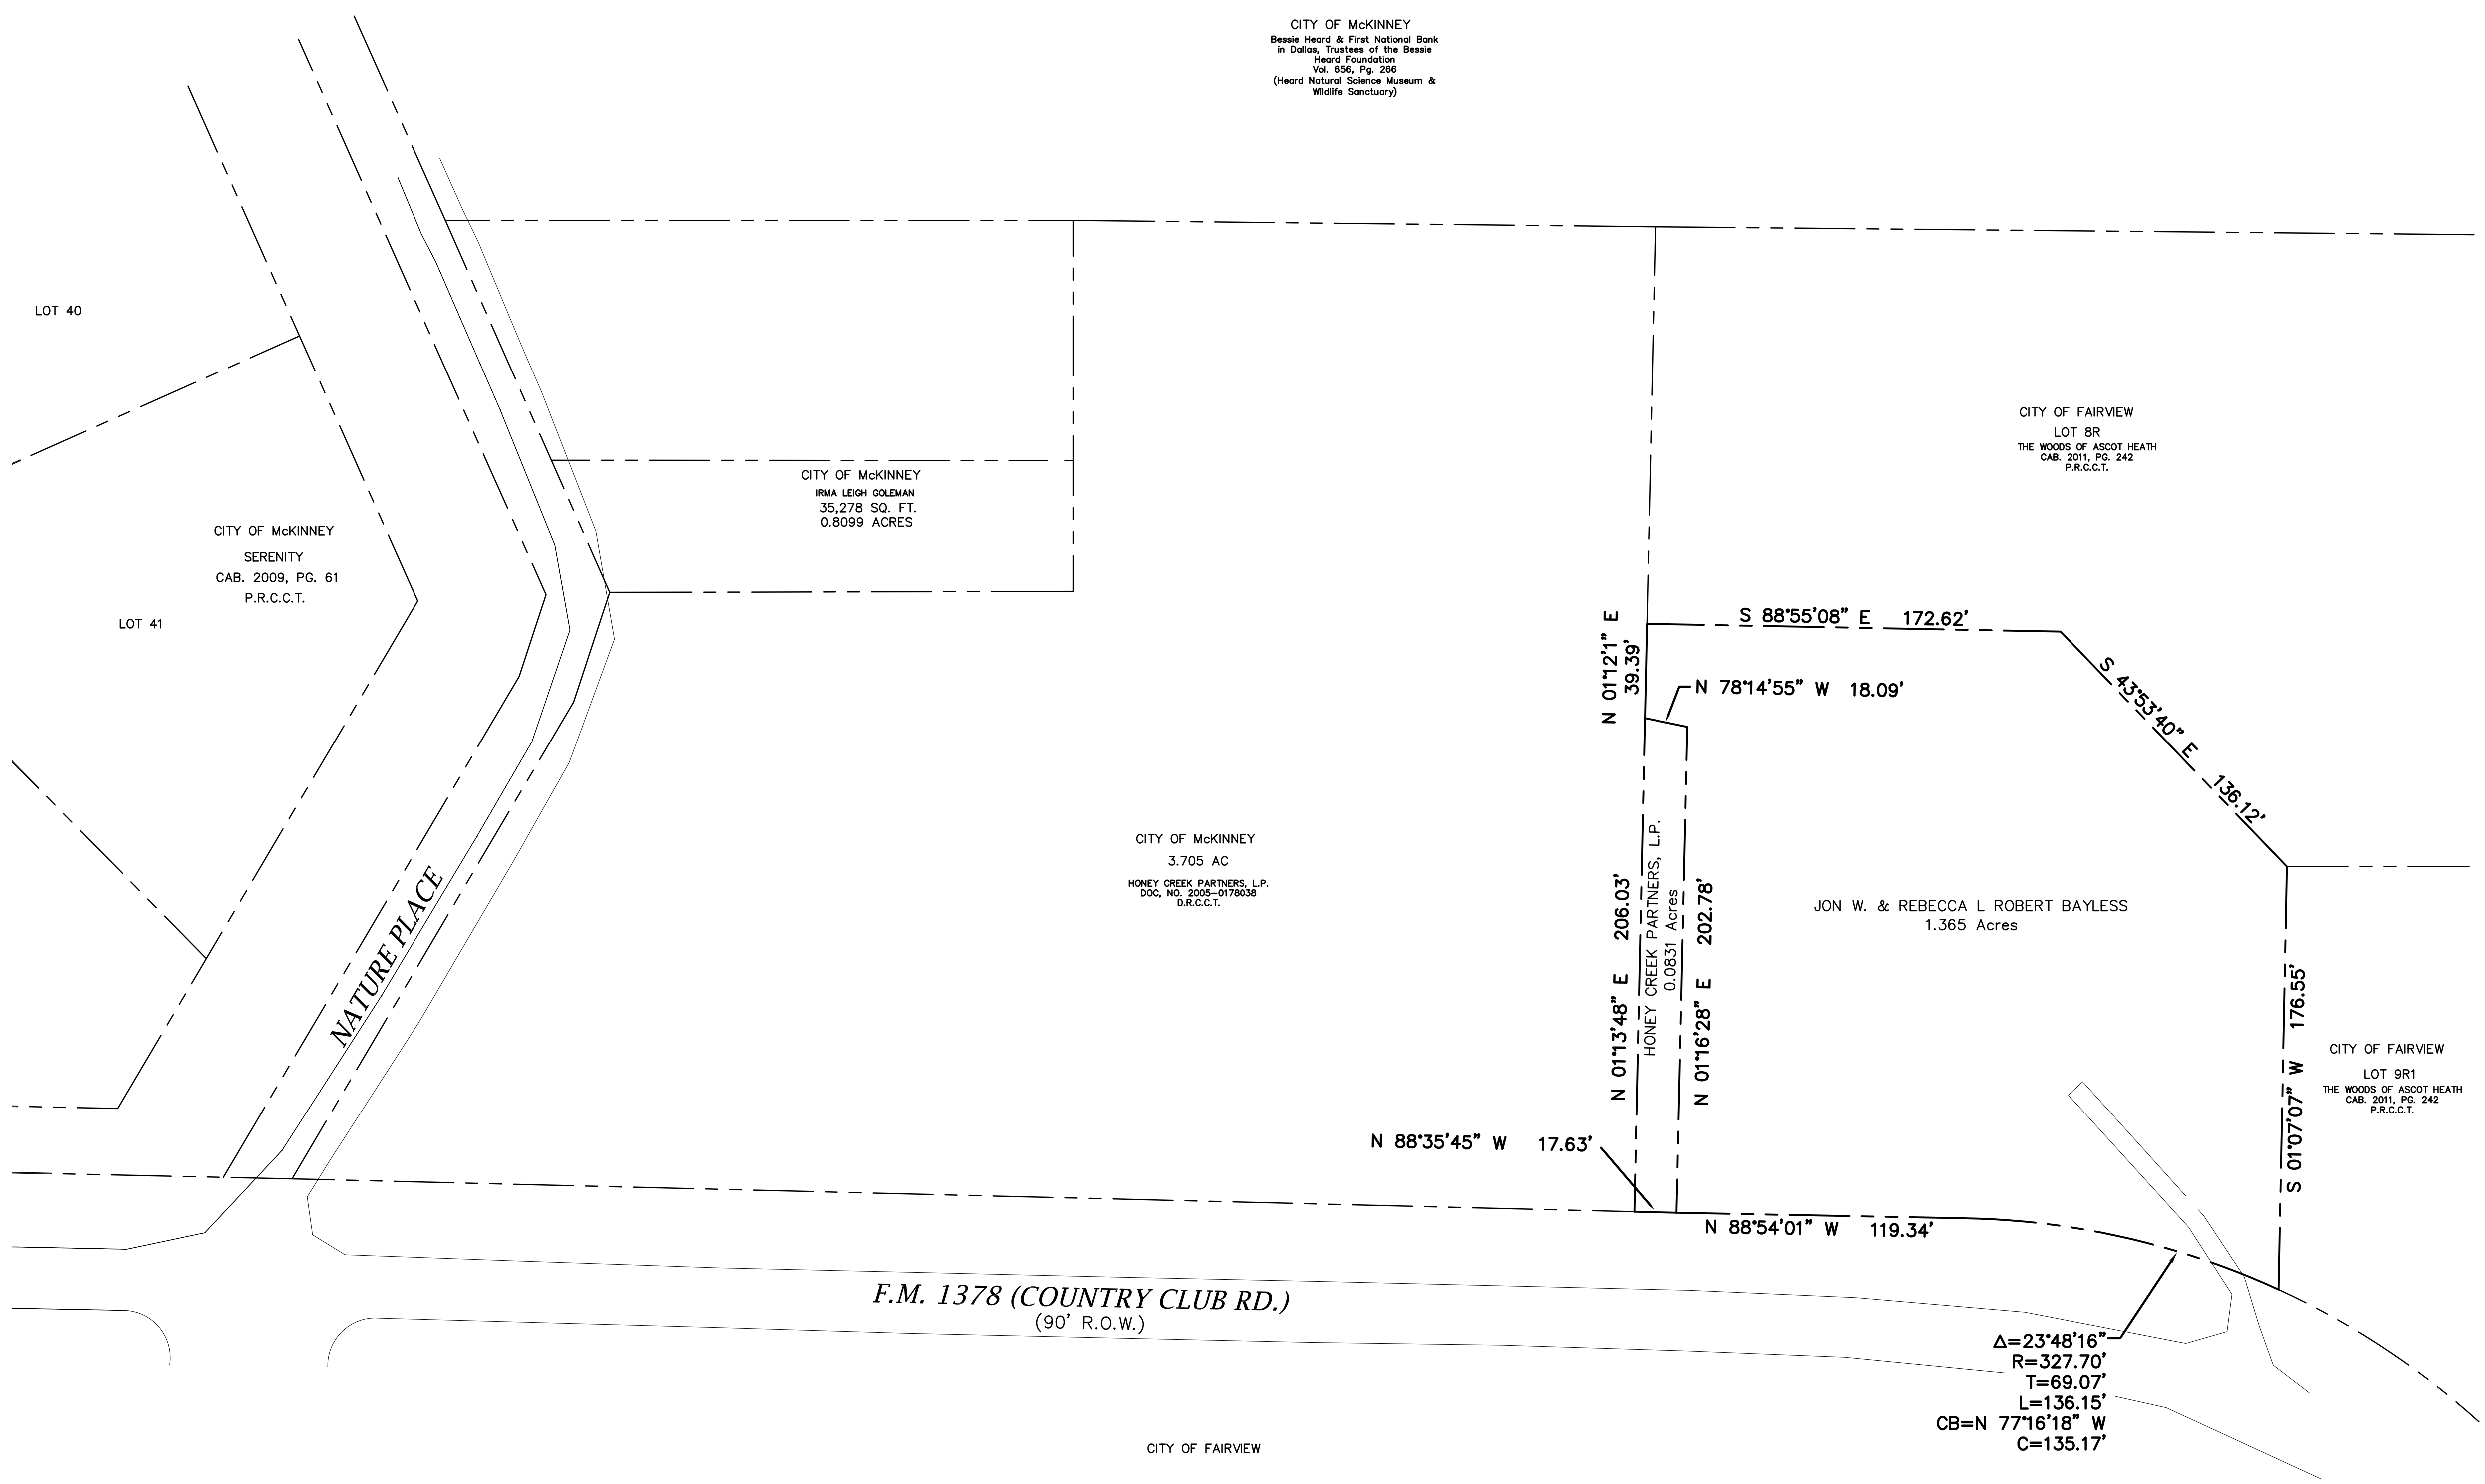 CITY OF McKINNEY
Bessie Heard & First National Bank
in Dallas, Trustees of the Bessie
Heard Foundation
Vol. 656, Pg. 266
(Heard Natural Science Museum &
Wildlife Sanctuary)
LOT 40
CITY OF FAIRVIEW
LOT 8R
THE WOODS OF ASCOT HEATH
CAB. 2011, PG. 242
P.R.C.C.T.
CITY OF McKINNEY
IRMA LEIGH GOLEMAN
35,278 SQ. FT.
0.8099 ACRES
CITY OF McKINNEY
SERENITY
CAB. 2009, PG. 61
P.R.C.C.T.
LOT 41
N 01°12'1" E
39.39'
S 88°55'08" E 172.62'
N 78°14'55" W 18.09'
S 43°53'40" E 136.12'
CITY OF McKINNEY
3.705 AC
HONEY CREEK PARTNERS, L.P.
DOC, NO. 2005-0178038
D.R.C.C.T.
NATURE PLACE
N 01°13'48" E 206.03'
HONEY CREEK PARTNERS, L.P.
0.0831 Acres
N 01°16'28" E 202.78'
JON W. & REBECCA L ROBERT BAYLESS
1.365 Acres
S 01°07'07" W 176.55'
CITY OF FAIRVIEW
LOT 9R1
THE WOODS OF ASCOT HEATH
CAB. 2011, PG. 242
P.R.C.C.T.
N 88°35'45" W 17.63'
N 88°54'01" W 119.34'
F.M. 1378 (COUNTRY CLUB RD.)
(90' R.O.W.)
Δ=23°48'16"
R=327.70'
T=69.07'
L=136.15'
CB=N 77°16'18" W
C=135.17'
CITY OF FAIRVIEW